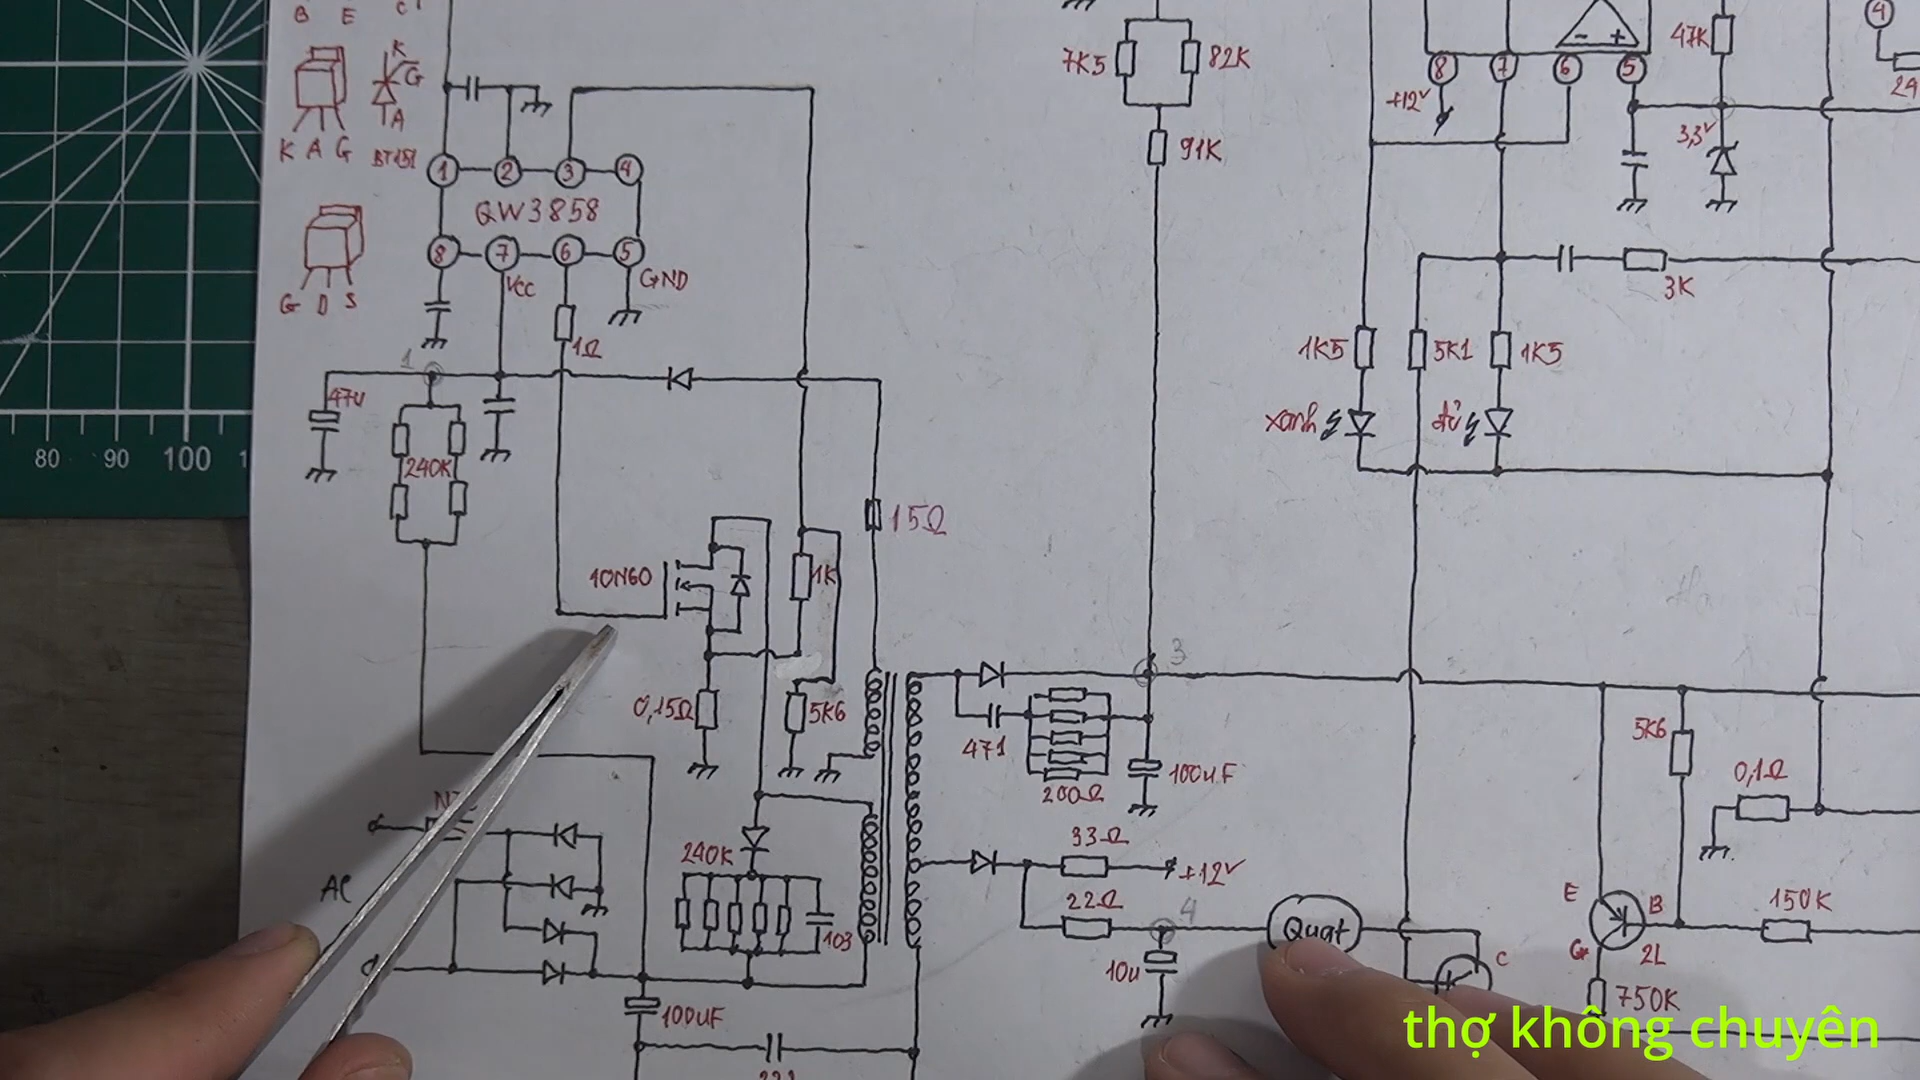 B E C
K
G
A
K A G BT151
1 2 3 4
QW3858
8 7 6 5
VCC
GND
G D S
1Ω
1
47U
240K
80 90 100
10N60
1K
15Ω
0,15Ω
5K6
AC
240K
103
100UF
7K5
82K
91K
3
471
200Ω
100UF
33Ω
+12V
22Ω
4
10U
Quạt
C
8 7 6 5
- +
+12V
47K
3,3V
4
3K
1K5
5K1
1K5
xanh
đỏ
5K6
0,1Ω
E
B
2L
150K
750K
thợ không chuyên